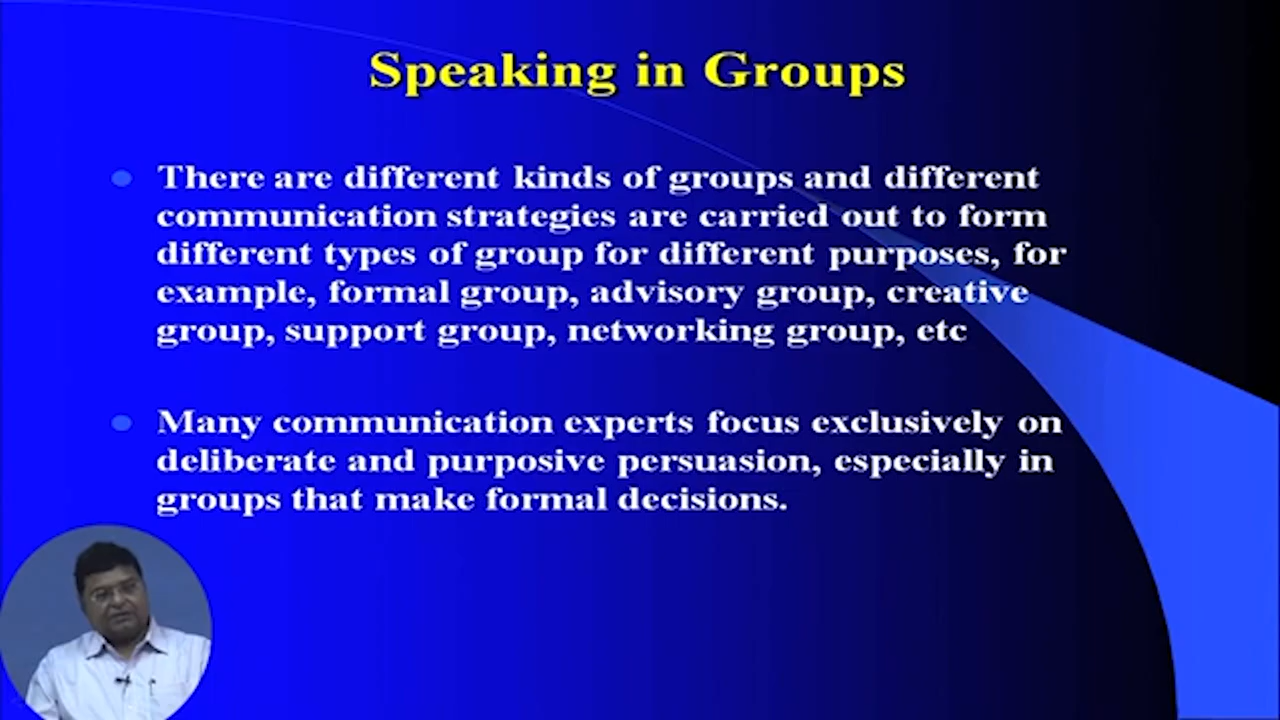 Speaking in Groups
There are different kinds of groups and different
communication strategies are carried out to form
different types of group for different purposes, for
example, formal group, advisory group, creative
group, support group, networking group, etc
Many communication experts focus exclusively on
deliberate and purposive persuasion, especially in
groups that make formal decisions.